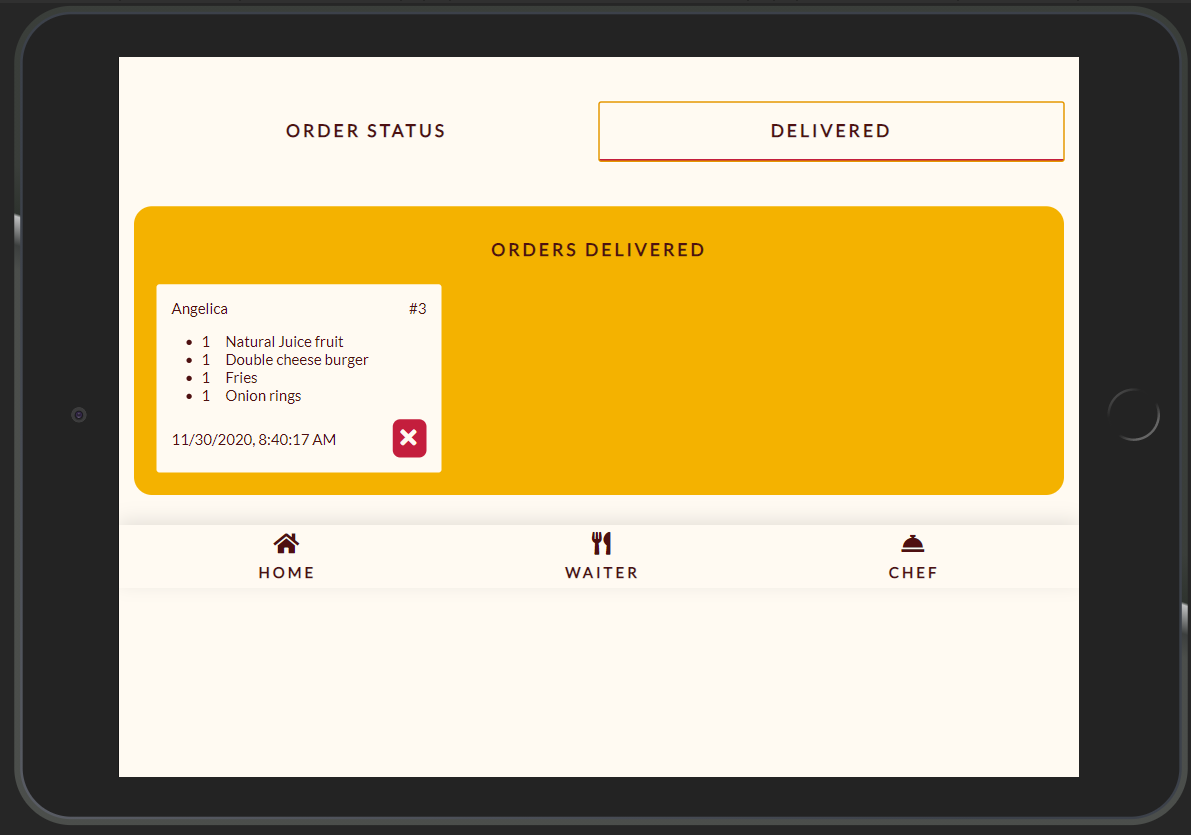 ORDER STATUS
DELIVERED
ORDERS DELIVERED
Angelica #3
• 1 Natural Juice fruit
• 1 Double cheese burger
• 1 Fries
• 1 Onion rings
11/30/2020, 8:40:17 AM
HOME
WAITER
CHEF